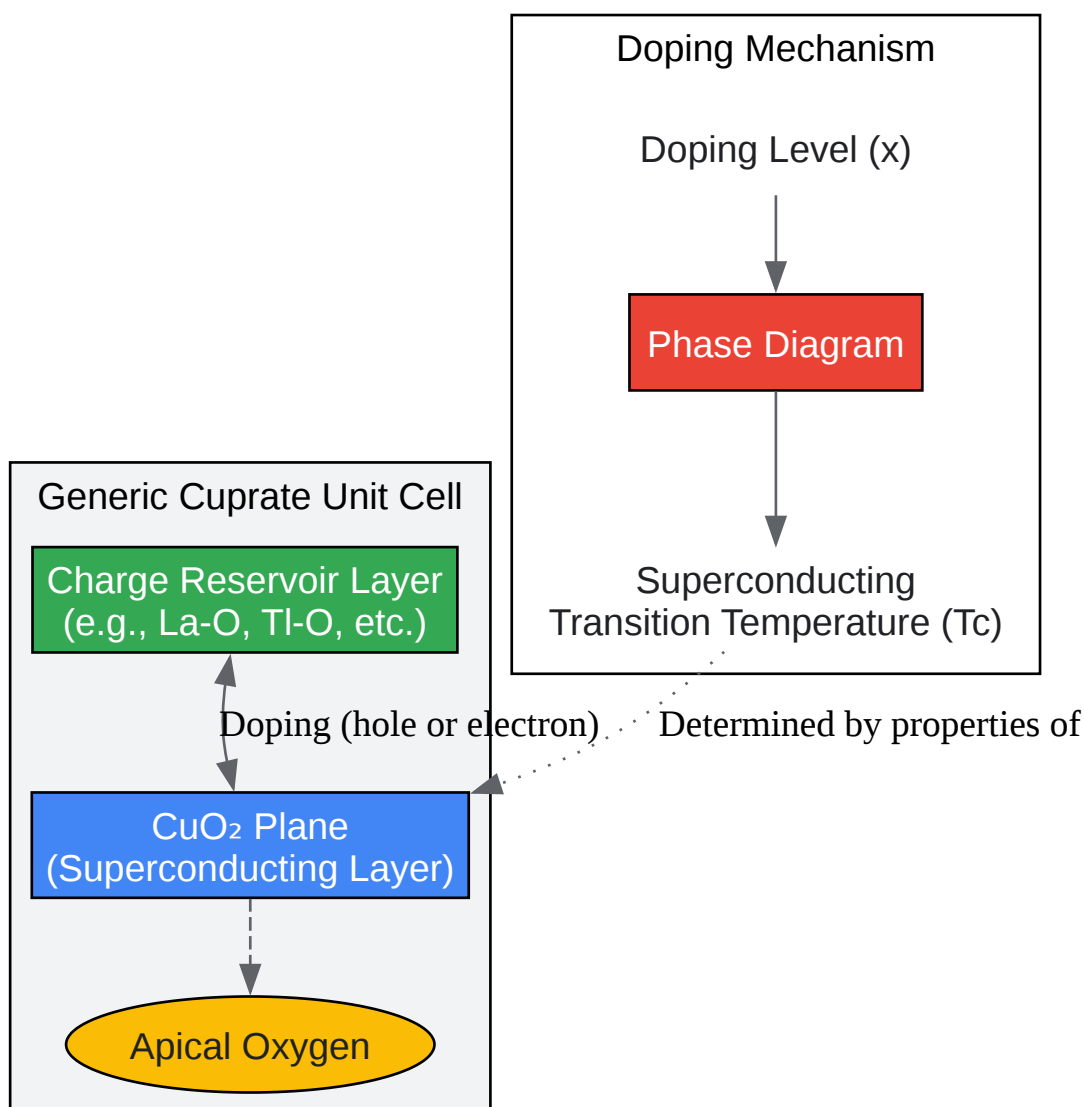 Doping Mechanism
Doping Level (x)
Phase Diagram
Generic Cuprate Unit Cell
Charge Reservoir Layer
(e.g., La-O, Tl-O, etc.)
Superconducting
Transition Temperature (Tc)
Doping (hole or electron)
Determined by properties of
CuO₂ Plane
(Superconducting Layer)
Apical Oxygen